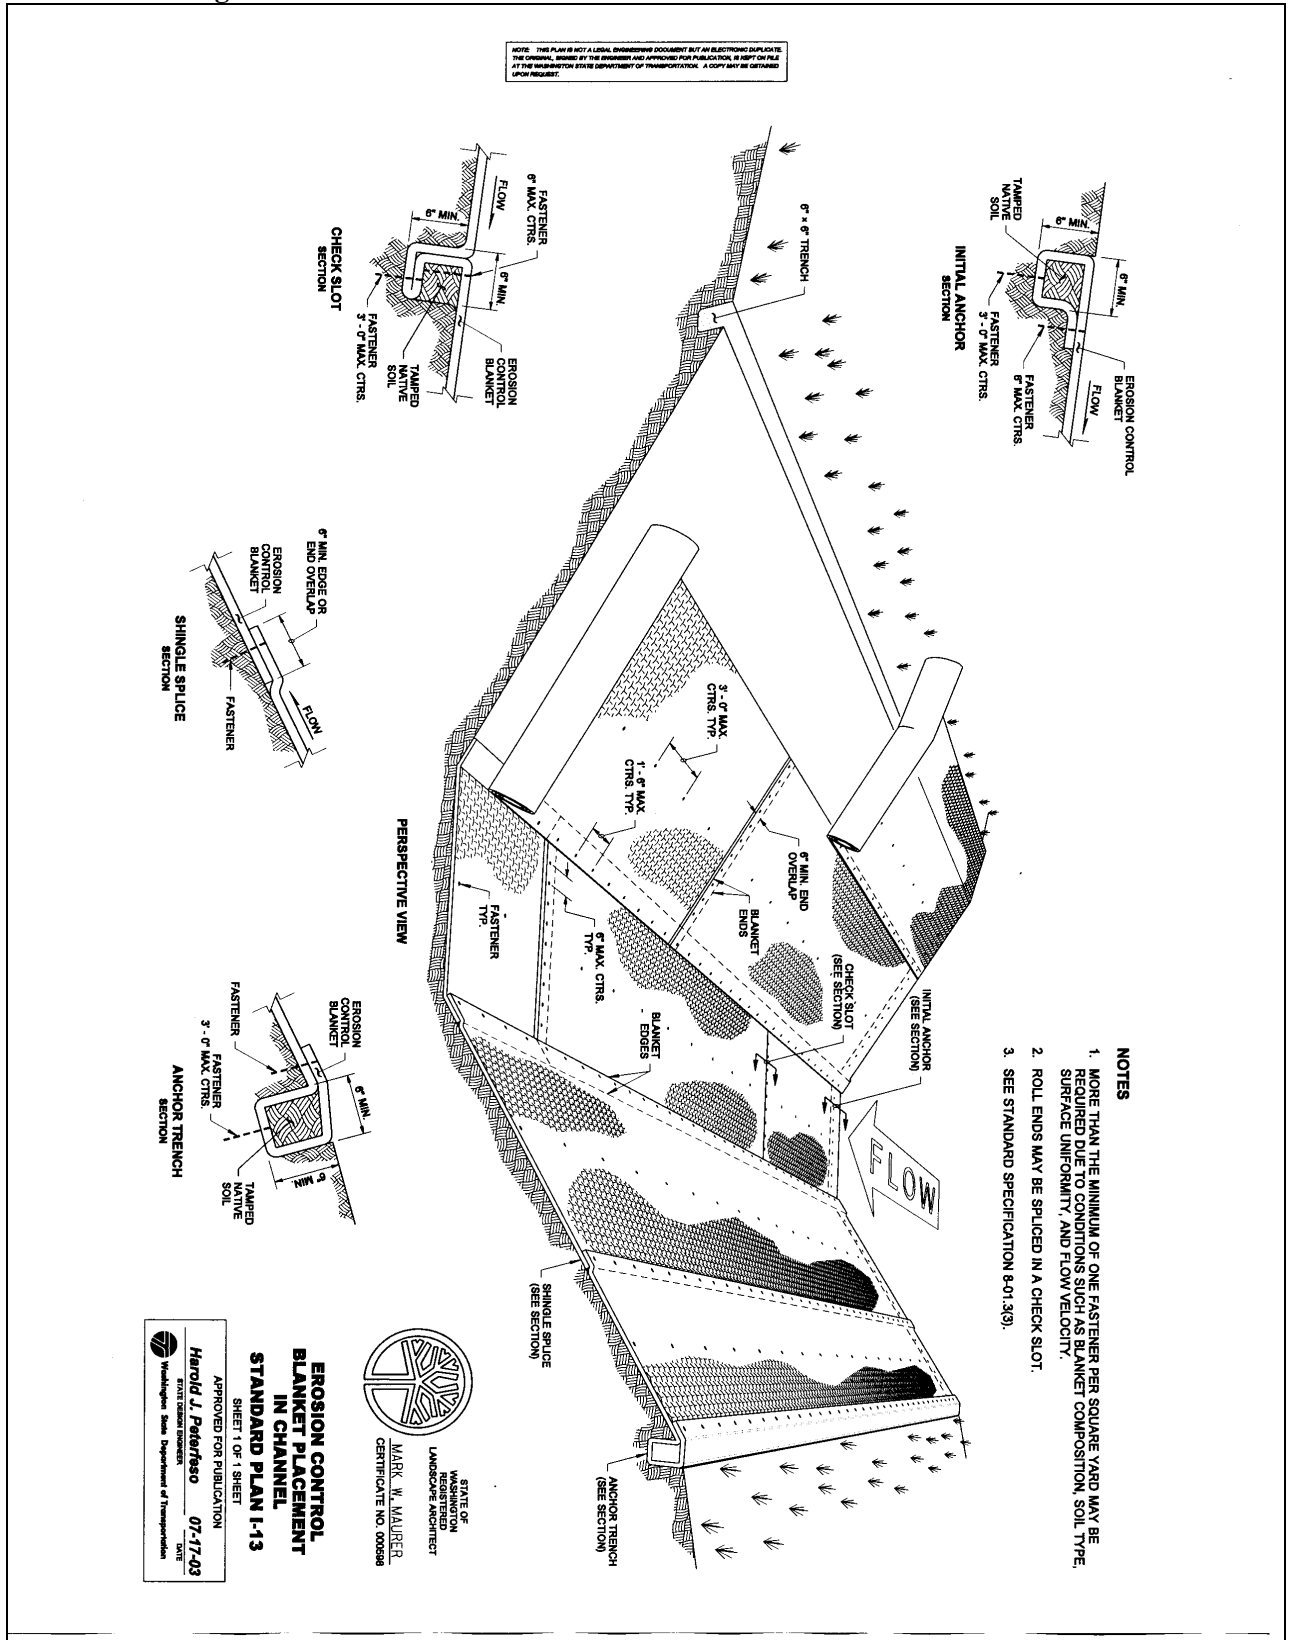 NOTE: THIS PLAN IS NOT A LEGAL ENGINEERING DOCUMENT BUT AN ELECTRONIC DUPLICATE.
THE ORIGINAL, SIGNED BY THE ENGINEER AND APPROVED FOR PUBLICATION, IS KEPT ON FILE
AT THE WASHINGTON STATE DEPARTMENT OF TRANSPORTATION. A COPY MAY BE OBTAINED
UPON REQUEST.
TAMPED
NATIVE
SOIL
6" MIN.
6" MIN.
EROSION CONTROL
BLANKET
FLOW
FASTENER
3' - 0" MAX. CTRS.
FASTENER
6" MAX. CTRS.
INITIAL ANCHOR
SECTION
NOTES
1. MORE THAN THE MINIMUM OF ONE FASTENER PER SQUARE YARD MAY BE
REQUIRED DUE TO CONDITIONS SUCH AS BLANKET COMPOSITION, SOIL TYPE,
SURFACE UNIFORMITY, AND FLOW VELOCITY.
2. ROLL ENDS MAY BE SPLICED IN A CHECK SLOT.
3. SEE STANDARD SPECIFICATION 8-01.3(3).
6" × 6" TRENCH
3' - 0" MAX.
CTRS. TYP.
1' - 6" MAX.
CTRS. TYP.
6" MIN. END
OVERLAP
BLANKET
ENDS
CHECK SLOT
(SEE SECTION)
INITIAL ANCHOR
(SEE SECTION)
FLOW
FASTENER
TYP.
6" MAX. CTRS.
TYP.
BLANKET
EDGES
SHINGLE SPLICE
(SEE SECTION)
ANCHOR TRENCH
(SEE SECTION)
PERSPECTIVE VIEW
FLOW
FASTENER
6" MAX. CTRS.
6" MIN.
6" MIN.
EROSION
CONTROL
BLANKET
TAMPED
NATIVE
SOIL
FASTENER
3' - 0" MAX. CTRS.
CHECK SLOT
SECTION
6" MIN. EDGE OR
END OVERLAP
EROSION
CONTROL
BLANKET
FLOW
FASTENER
SHINGLE SPLICE
SECTION
EROSION
CONTROL
BLANKET
6" MIN.
6" MIN.
FASTENER
FASTENER
3' - 0" MAX. CTRS.
TAMPED
NATIVE
SOIL
ANCHOR TRENCH
SECTION
STATE OF
WASHINGTON
REGISTERED
LANDSCAPE ARCHITECT
MARK W. MAURER
CERTIFICATE NO. 000598
EROSION CONTROL
BLANKET PLACEMENT
IN CHANNEL
STANDARD PLAN I-13
SHEET 1 OF 1 SHEET
APPROVED FOR PUBLICATION
Harold J. Peterfeso 07-17-03
STATE DESIGN ENGINEER DATE
Washington State Department of Transportation